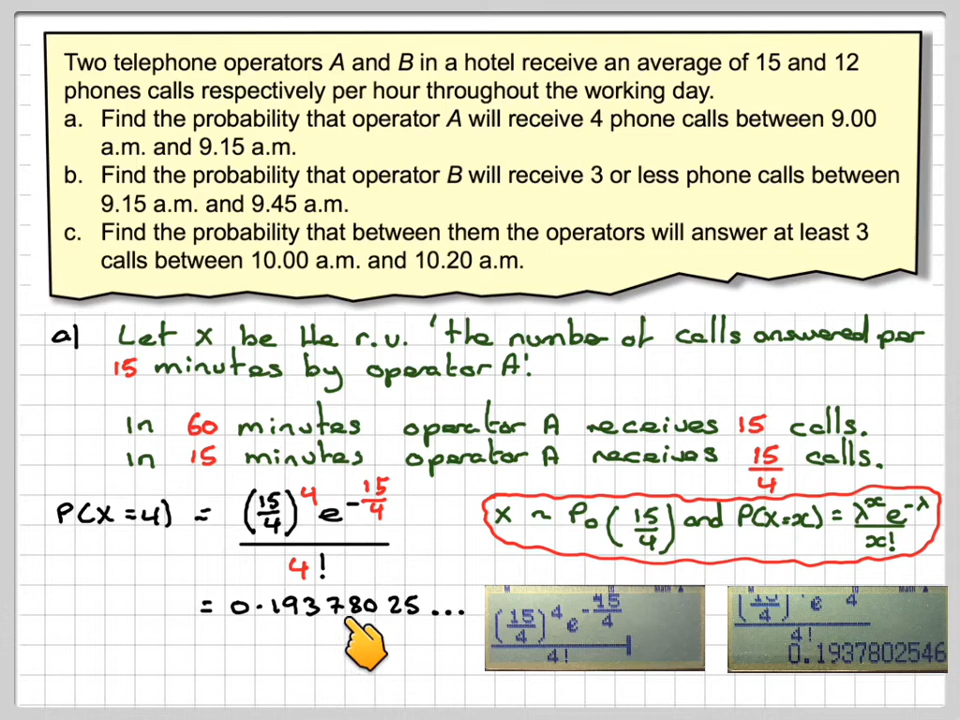 Two telephone operators A and B in a hotel receive an average of 15 and 12
phones calls respectively per hour throughout the working day.
a. Find the probability that operator A will receive 4 phone calls between 9.00
a.m. and 9.15 a.m.
b. Find the probability that operator B will receive 3 or less phone calls between
9.15 a.m. and 9.45 a.m.
c. Find the probability that between them the operators will answer at least 3
calls between 10.00 a.m. and 10.20 a.m.
a) Let X be the r.v. 'the number of calls answered per
15 minutes by operator A'.
In 60 minutes operator A receives 15 calls.
In 15 minutes operator A receives 15/4 calls.
P(X=4) = (15/4)^4 e^-15/4 / 4!
X ~ Po(15/4) and P(X=x) = λ^x e^-λ / x!
= 0.19378025...
(15/4)^4 e^-15/4 / 4!
4!
0.1937802546